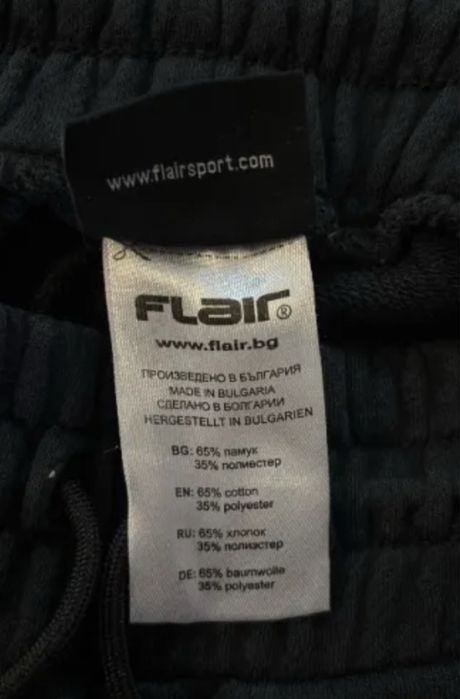 www.flairsport.com
FLaIr®
www.flair.bg
ПРОИЗВЕДЕНО В БЪЛГАРИЯ
MADE IN BULGARIA
СДЕЛАНО В БОЛГАРИИ
HERGESTELLT IN BULGARIEN
BG: 65% памук
35% полиестер
EN: 65% cotton
35% polyester
RU: 65% хлопок
35% полиэстер
DE: 65% baumwolle
35% polyester